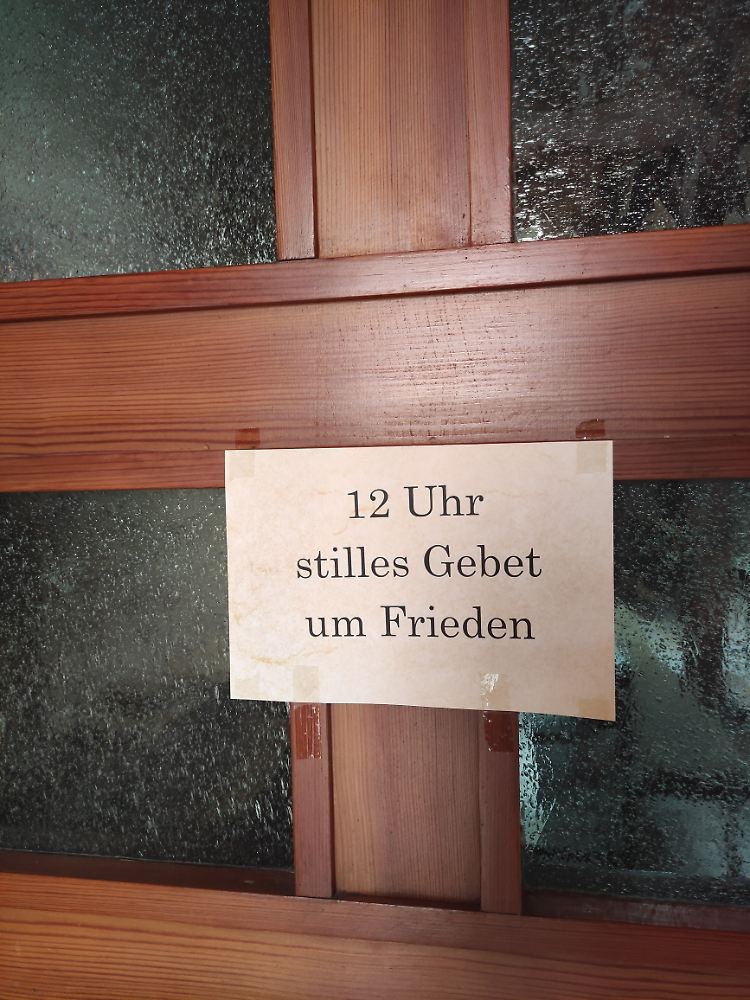 12 Uhr
stilles Gebet
um Frieden